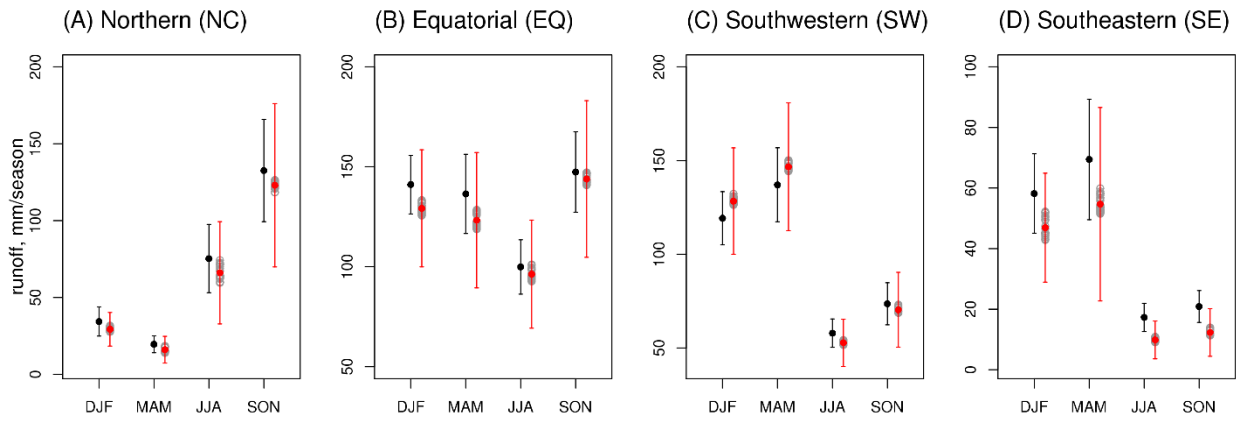 (A) Northern (NC)
(B) Equatorial (EQ)
(C) Southwestern (SW)
(D) Southeastern (SE)
runoff, mm/season
200
150
100
50
0
DJF MAM JJA SON
200
150
100
50
DJF MAM JJA SON
200
150
100
50
DJF MAM JJA SON
100
80
60
40
20
0
DJF MAM JJA SON